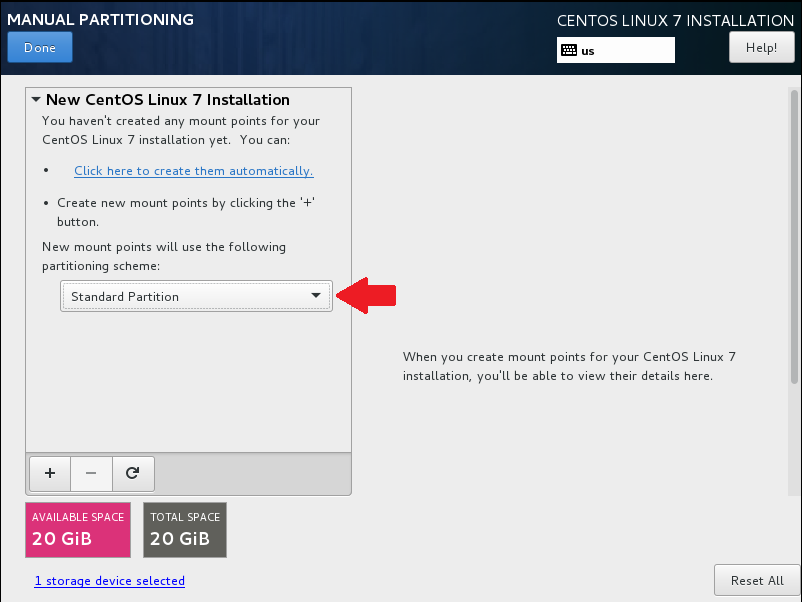 MANUAL PARTITIONING
CENTOS LINUX 7 INSTALLATION
Done
us
Help!
New CentOS Linux 7 Installation
You haven't created any mount points for your
CentOS Linux 7 installation yet.  You can:
• Click here to create them automatically.
• Create new mount points by clicking the '+'
button.
New mount points will use the following
partitioning scheme:
Standard Partition
When you create mount points for your CentOS Linux 7
installation, you'll be able to view their details here.
+ −
AVAILABLE SPACE
20 GiB
TOTAL SPACE
20 GiB
1 storage device selected
Reset All